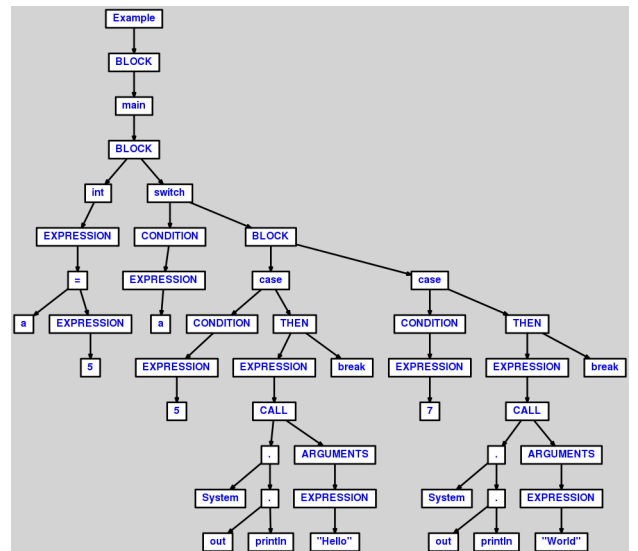 Example
BLOCK
main
BLOCK
int switch
EXPRESSION CONDITION BLOCK
= EXPRESSION case case
a EXPRESSION a CONDITION THEN CONDITION THEN
5 EXPRESSION EXPRESSION break EXPRESSION EXPRESSION break
5 CALL 7 CALL
. ARGUMENTS . ARGUMENTS
System . EXPRESSION System . EXPRESSION
out println "Hello" out println "World"